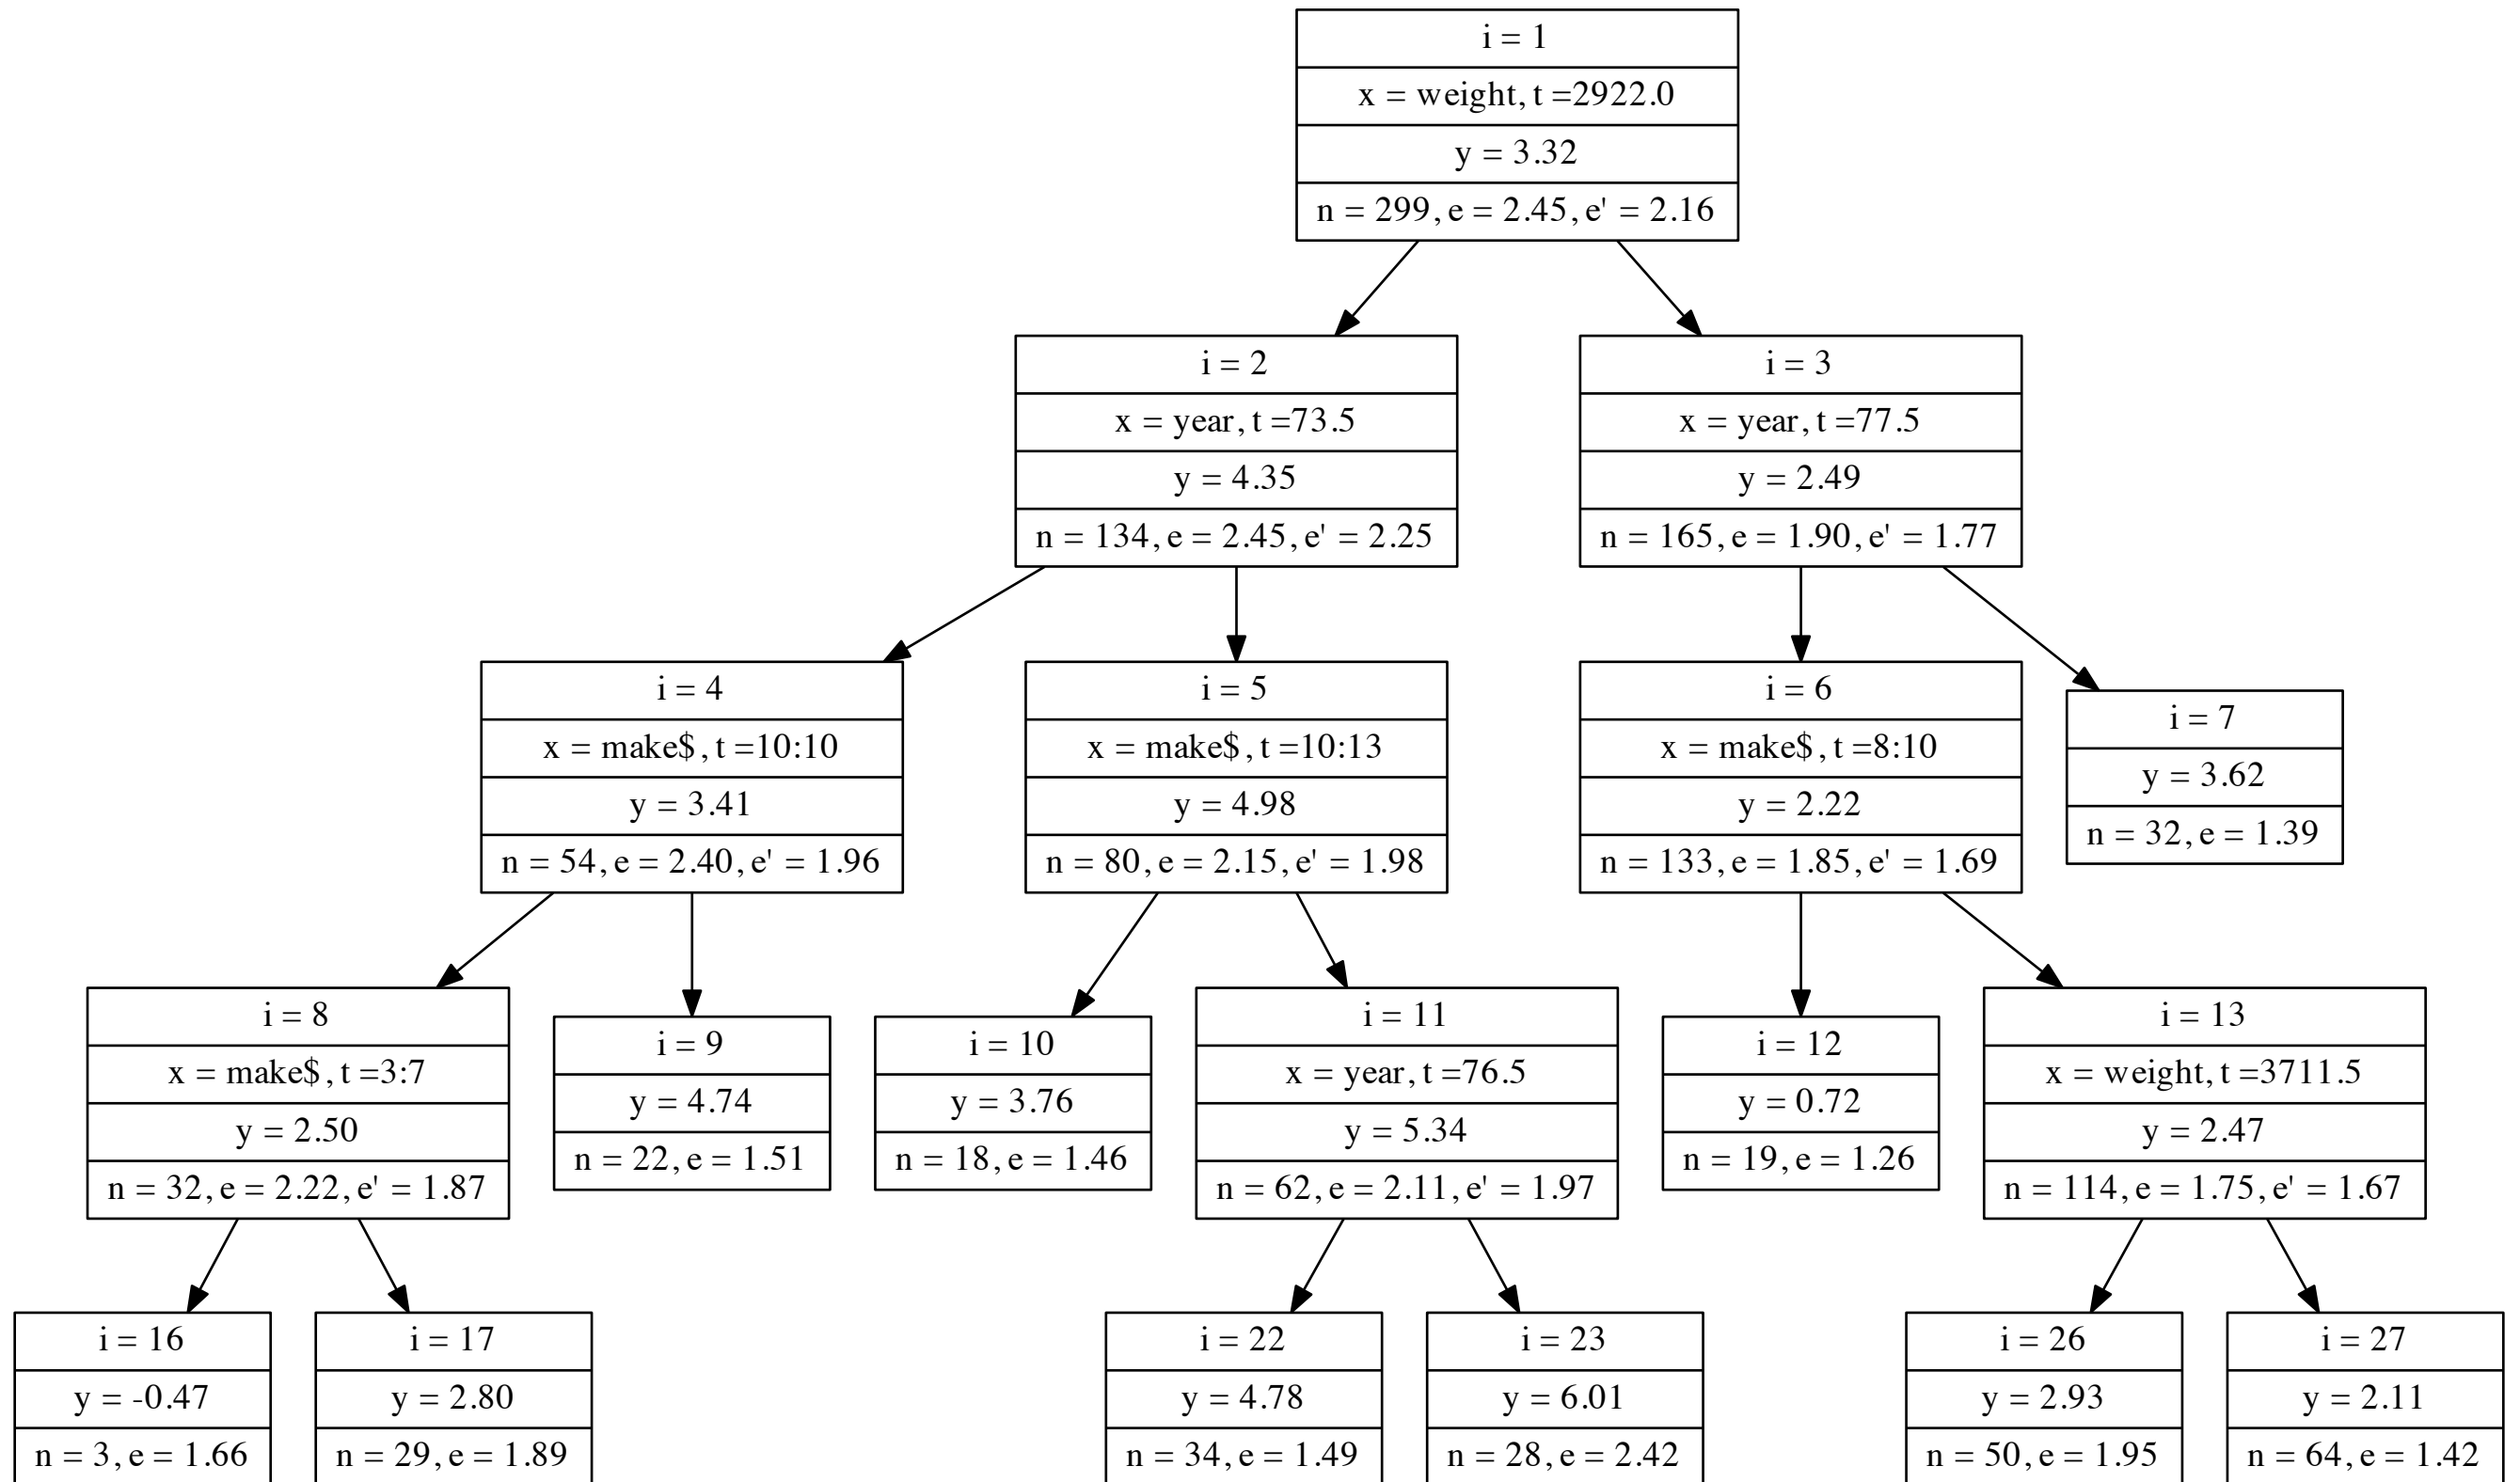 i = 1
x = weight, t =2922.0
y = 3.32
n = 299, e = 2.45, e' = 2.16
i = 2
x = year, t =73.5
y = 4.35
n = 134, e = 2.45, e' = 2.25
i = 3
x = year, t =77.5
y = 2.49
n = 165, e = 1.90, e' = 1.77
i = 4
x = make$, t =10:10
y = 3.41
n = 54, e = 2.40, e' = 1.96
i = 5
x = make$, t =10:13
y = 4.98
n = 80, e = 2.15, e' = 1.98
i = 6
x = make$, t =8:10
y = 2.22
n = 133, e = 1.85, e' = 1.69
i = 7
y = 3.62
n = 32, e = 1.39
i = 8
x = make$, t =3:7
y = 2.50
n = 32, e = 2.22, e' = 1.87
i = 9
y = 4.74
n = 22, e = 1.51
i = 10
y = 3.76
n = 18, e = 1.46
i = 11
x = year, t =76.5
y = 5.34
n = 62, e = 2.11, e' = 1.97
i = 12
y = 0.72
n = 19, e = 1.26
i = 13
x = weight, t =3711.5
y = 2.47
n = 114, e = 1.75, e' = 1.67
i = 16
y = -0.47
n = 3, e = 1.66
i = 17
y = 2.80
n = 29, e = 1.89
i = 22
y = 4.78
n = 34, e = 1.49
i = 23
y = 6.01
n = 28, e = 2.42
i = 26
y = 2.93
n = 50, e = 1.95
i = 27
y = 2.11
n = 64, e = 1.42